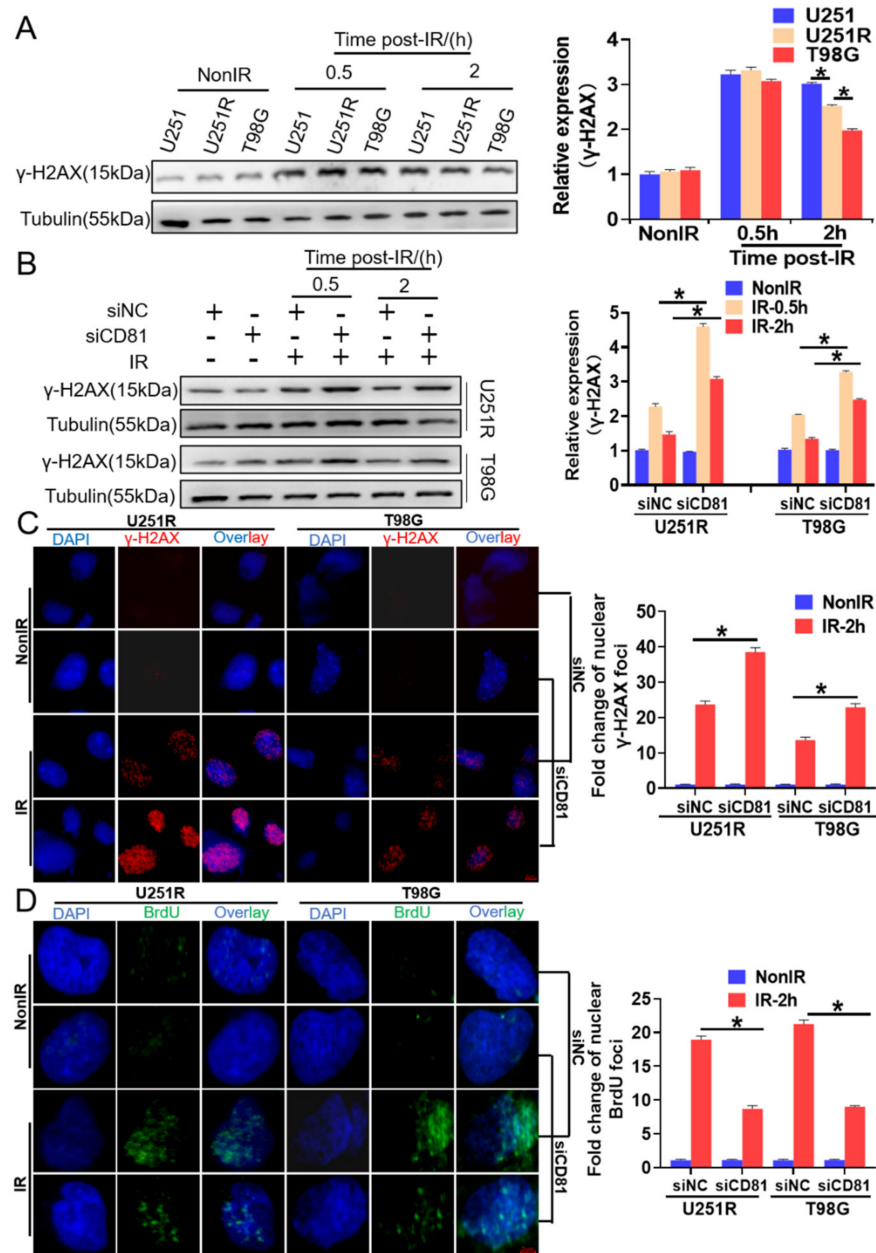 A
Time post-IR/(h)
NonIR
0.5
2
U251
U251R
T98G
U251
U251R
T98G
U251
U251R
T98G
γ-H2AX(15kDa)
Tubulin(55kDa)
Relative expression
(γ-H2AX)
4
3
2
1
0
U251
U251R
T98G
*
*
NonIR
0.5h
2h
Time post-IR
B
Time post-IR/(h)
0.5
2
siNC + - + - + -
siCD81 - + - + - +
IR - - + + + +
γ-H2AX(15kDa)
Tubulin(55kDa)
U251R
γ-H2AX(15kDa)
Tubulin(55kDa)
T98G
Relative expression
(γ-H2AX)
5
4
3
2
1
0
NonIR
IR-0.5h
IR-2h
*
*
*
*
siNC siCD81
siNC siCD81
U251R
T98G
C
U251R
T98G
DAPI
γ-H2AX
Overlay
DAPI
γ-H2AX
Overlay
NonIR
IR
siNC
siCD81
Fold change of nuclear
γ-H2AX foci
50
40
30
20
10
0
NonIR
IR-2h
*
*
siNC siCD81
siNC siCD81
U251R
T98G
D
U251R
T98G
DAPI
BrdU
Overlay
DAPI
BrdU
Overlay
NonIR
IR
siNC
siCD81
Fold change of nuclear
BrdU foci
25
20
15
10
5
0
NonIR
IR-2h
*
*
siNC siCD81
siNC siCD81
U251R
T98G